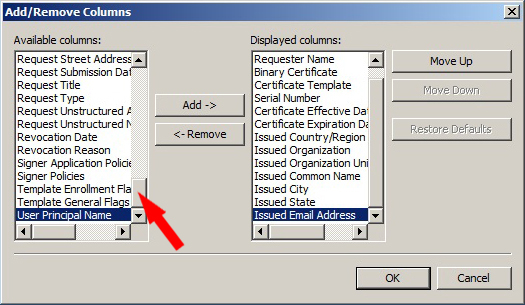 Add/Remove Columns
Available columns:
Request Street Address
Request Submission Dat
Request Title
Request Type
Request Unstructured A
Request Unstructured N
Revocation Date
Revocation Reason
Signer Application Policie
Signer Policies
Template Enrollment Fla
Template General Flags
User Principal Name
Add ->
<- Remove
Displayed columns:
Requester Name
Binary Certificate
Certificate Template
Serial Number
Certificate Effective Dat
Certificate Expiration Da
Issued Country/Region
Issued Organization
Issued Organization Uni
Issued Common Name
Issued City
Issued State
Issued Email Address
Move Up
Move Down
Restore Defaults
OK
Cancel